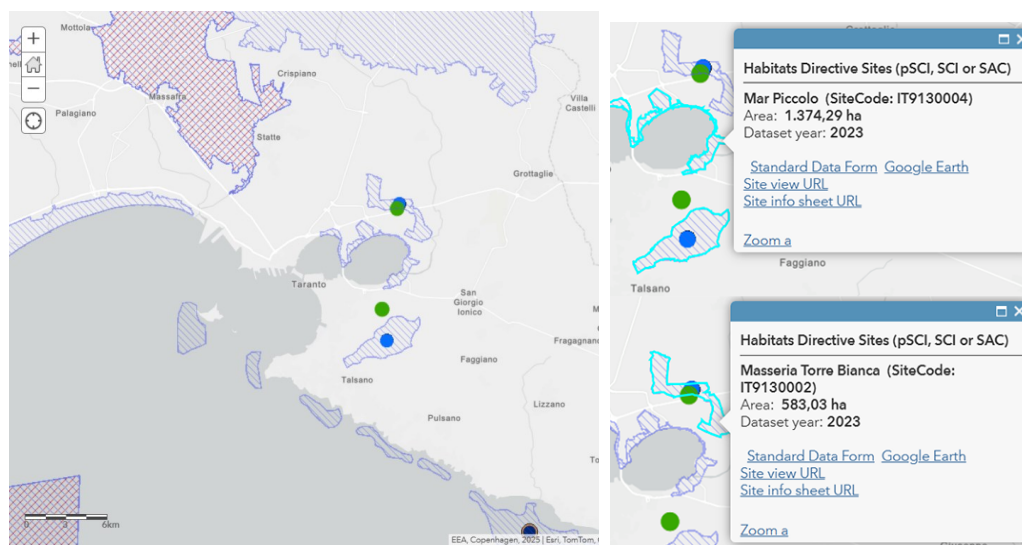 Mottola
Crispiano
Massafra
Palagiano
Villa
Castelli
Statte
Grottaglie
Taranto
San
Giorgio
Ionico
Faggiano
Fragagnano
Talsano
Lizzano
Pulsano
To
0 3 6km
EEA, Copenhagen, 2025 | Esri, TomTom,
Habitats Directive Sites (pSCI, SCI or SAC)
Mar Piccolo (SiteCode: IT9130004)
Area: 1.374,29 ha
Dataset year: 2023
Standard Data Form Google Earth
Site view URL
Site info sheet URL
Zoom a
Faggiano
Talsano
Habitats Directive Sites (pSCI, SCI or SAC)
Masseria Torre Bianca (SiteCode:
IT9130002)
Area: 583,03 ha
Dataset year: 2023
Standard Data Form Google Earth
Site view URL
Site info sheet URL
Zoom a